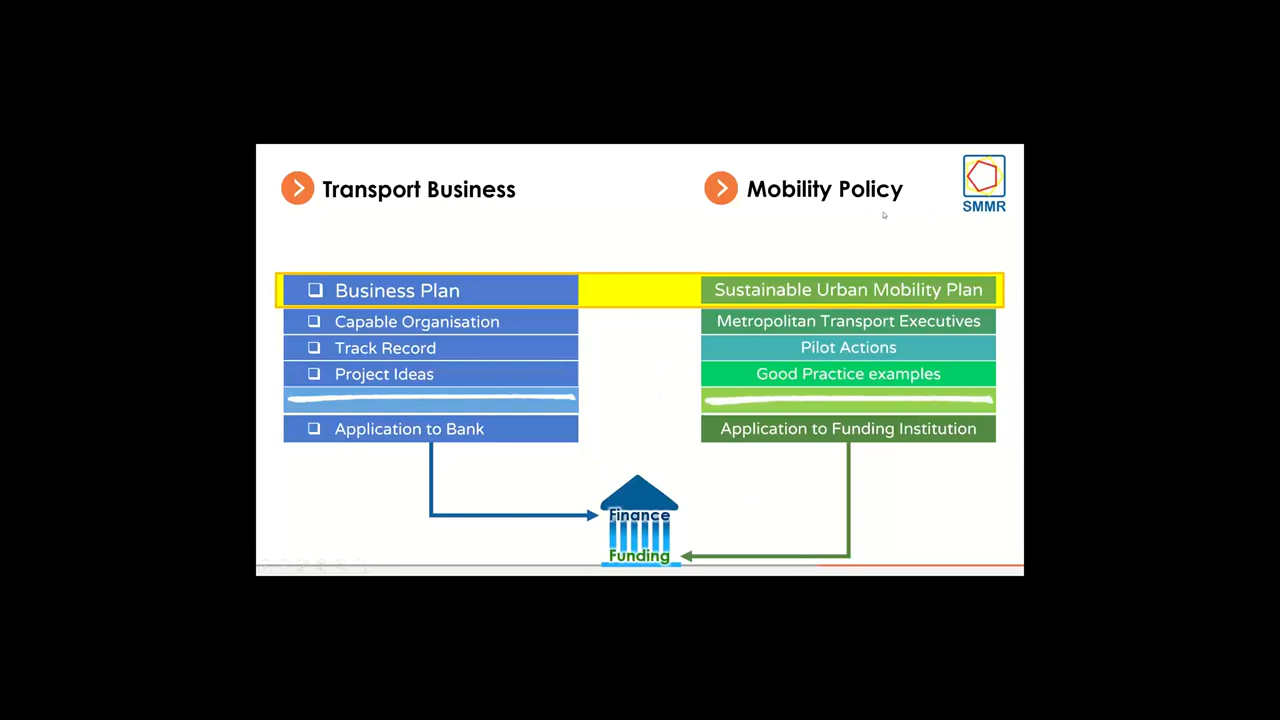 Transport Business
Mobility Policy
SMMR
Business Plan
Sustainable Urban Mobility Plan
Capable Organisation
Metropolitan Transport Executives
Track Record
Pilot Actions
Project Ideas
Good Practice examples
Application to Bank
Application to Funding Institution
Finance
Funding